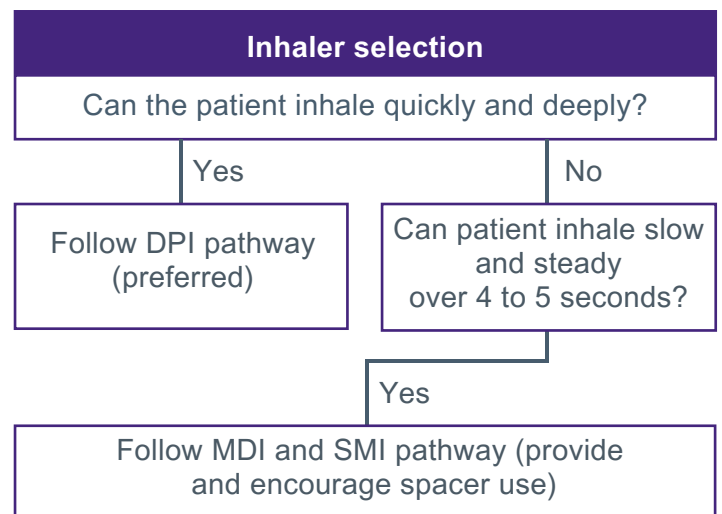 Inhaler selection
Can the patient inhale quickly and deeply?
Yes
No
Follow DPI pathway
(preferred)
Can patient inhale slow
and steady
over 4 to 5 seconds?
Yes
Follow MDI and SMI pathway (provide
and encourage spacer use)